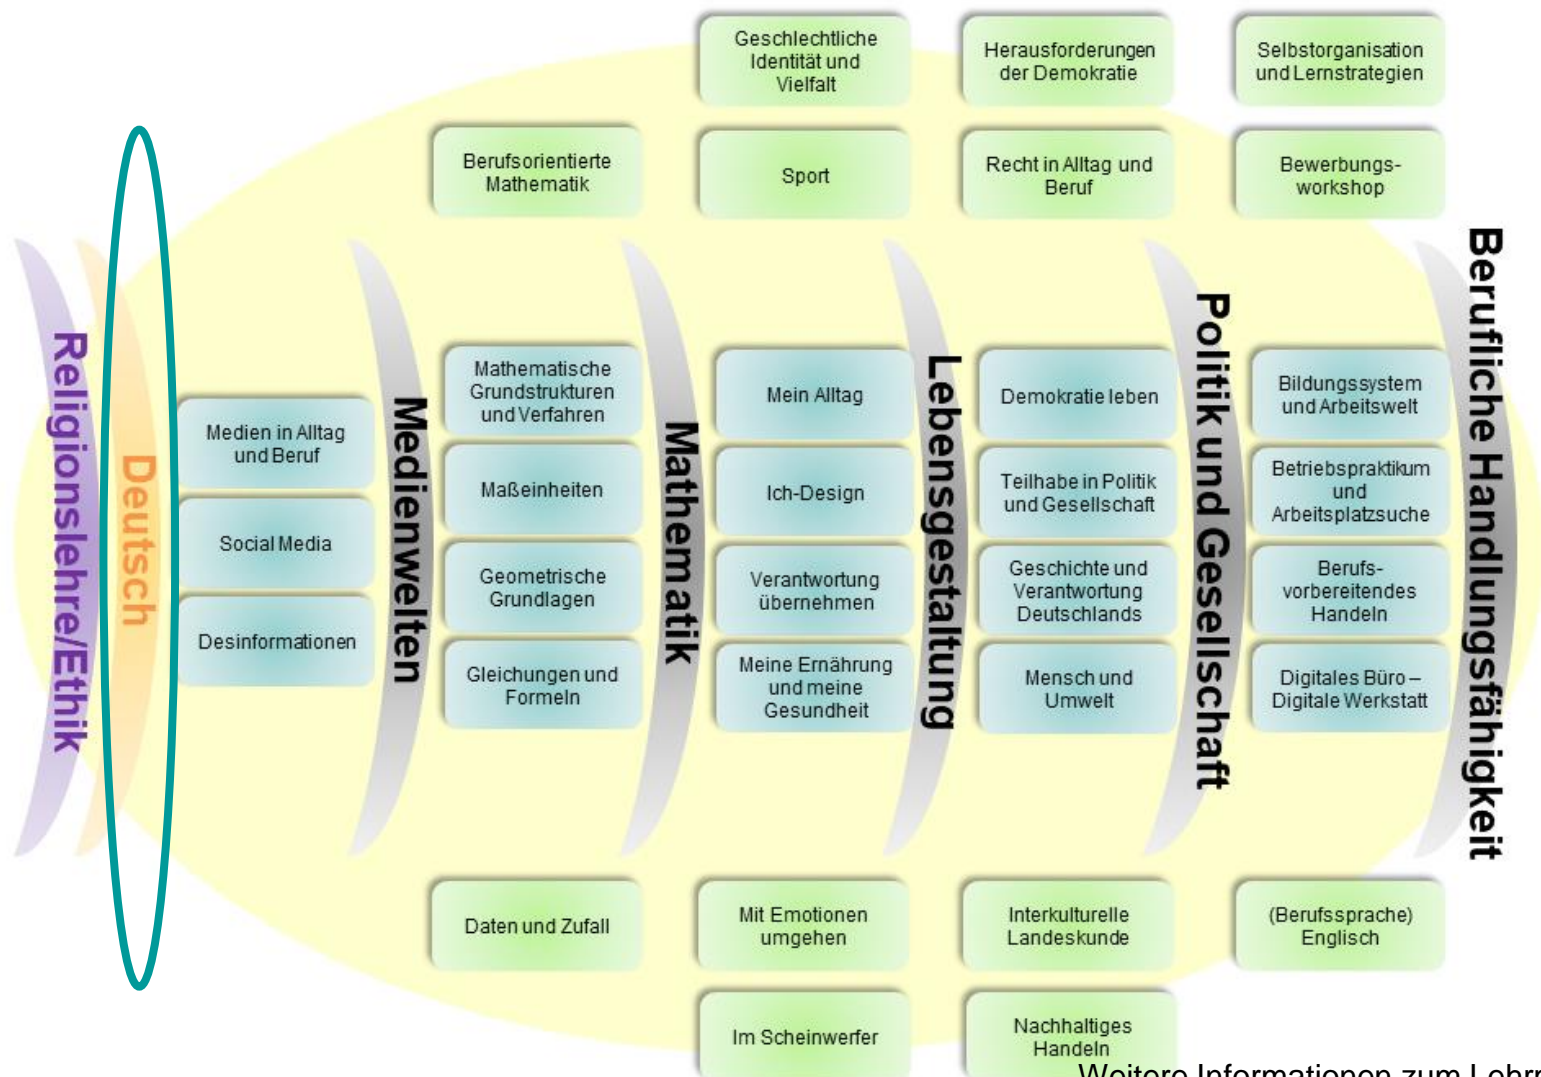 Geschlechtliche
Identität und
Vielfalt
Herausforderungen
der Demokratie
Selbstorganisation
und Lernstrategien
Berufsorientierte
Mathematik
Sport
Recht in Alltag und
Beruf
Bewerbungs-
workshop
Religionslehre/Ethik
Deutsch
Medien in Alltag
und Beruf
Social Media
Desinformationen
Medienwelten
Mathematische
Grundstrukturen
und Verfahren
Maßeinheiten
Geometrische
Grundlagen
Gleichungen und
Formeln
Mathematik
Mein Alltag
Ich-Design
Verantwortung
übernehmen
Meine Ernährung
und meine
Gesundheit
Lebensgestaltung
Demokratie leben
Teilhabe in Politik
und Gesellschaft
Geschichte und
Verantwortung
Deutschlands
Mensch und
Umwelt
Politik und Gesellschaft
Bildungssystem
und Arbeitswelt
Betriebspraktikum
und
Arbeitsplatzsuche
Berufs-
vorbereitendes
Handeln
Digitales Büro –
Digitale Werkstatt
Berufliche Handlungsfähigkeit
Daten und Zufall
Mit Emotionen
umgehen
Interkulturelle
Landeskunde
(Berufssprache)
Englisch
Im Scheinwerfer
Nachhaltiges
Handeln
Weitere Informationen zum